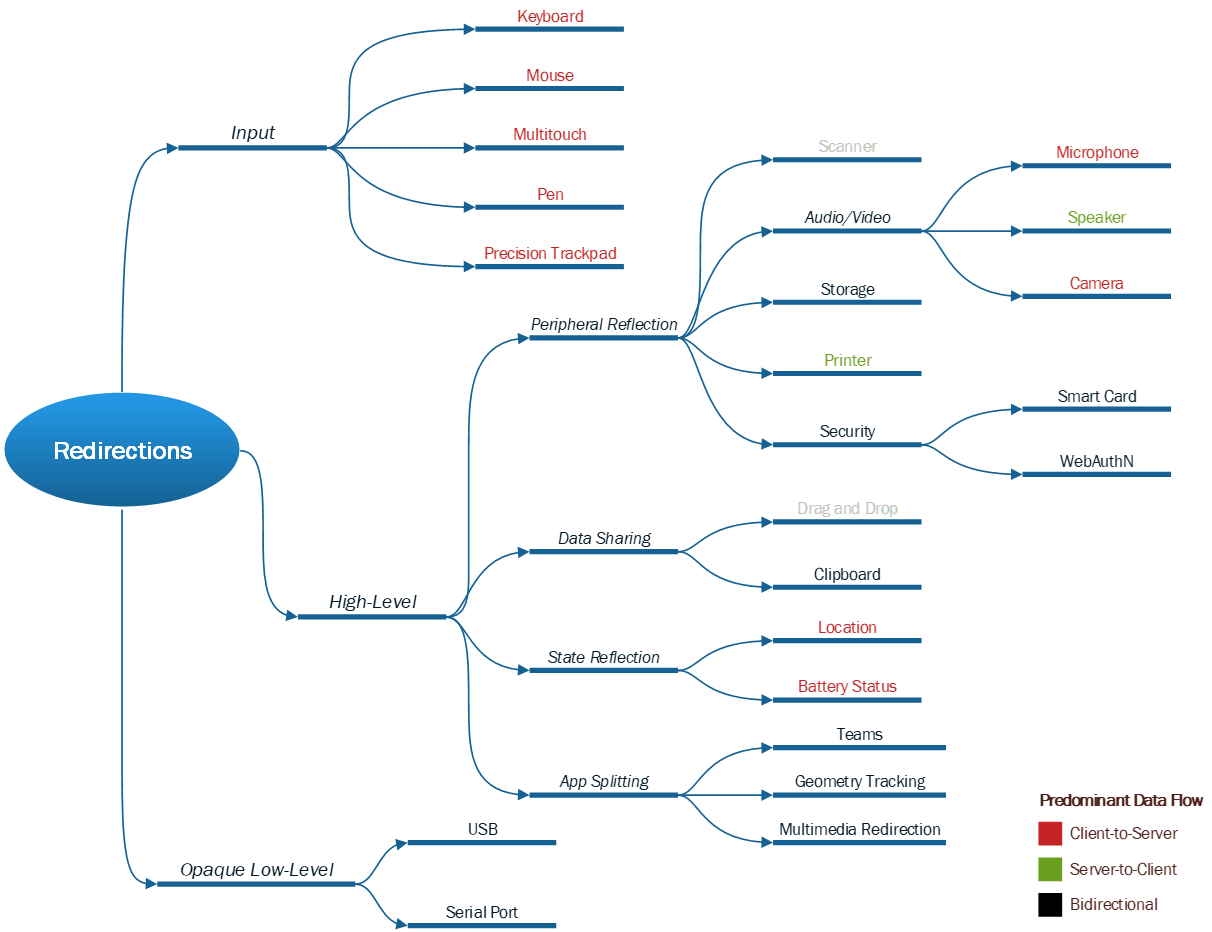 Keyboard
Mouse
Input
Multitouch
Pen
Precision Trackpad
Scanner
Microphone
Audio/Video
Speaker
Storage
Camera
Peripheral Reflection
Printer
Security
Smart Card
WebAuthN
Redirections
Drag and Drop
Data Sharing
Clipboard
High-Level
Location
State Reflection
Battery Status
Teams
App Splitting
Geometry Tracking
Multimedia Redirection
USB
Opaque Low-Level
Serial Port
Predominant Data Flow
Client-to-Server
Server-to-Client
Bidirectional